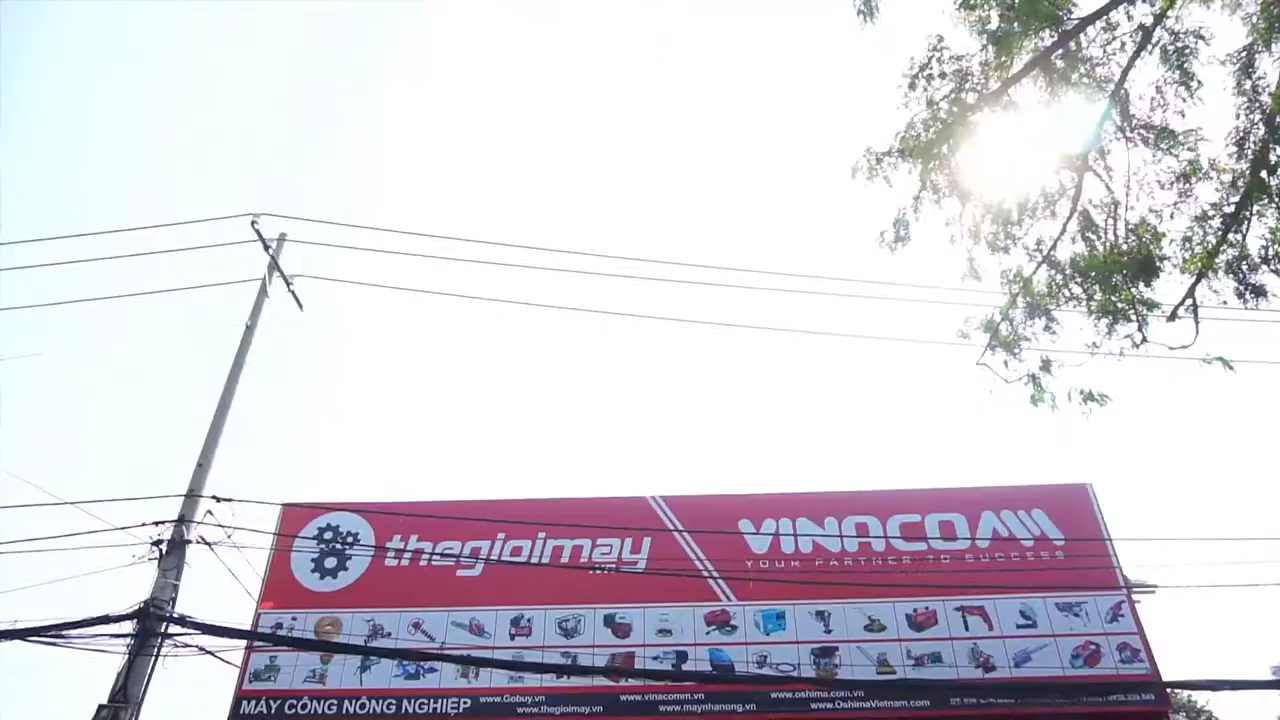 thegioimay
.vn
VINACOMM
YOUR PARTNER TO SUCCESS
MÁY CÔNG NÔNG NGHIỆP
www.Gobuy.vn
www.vinacomm.vn
www.oshima.com.vn
www.thegioimay.vn
www.maynhanong.vn
www.OshimaVietnam.com